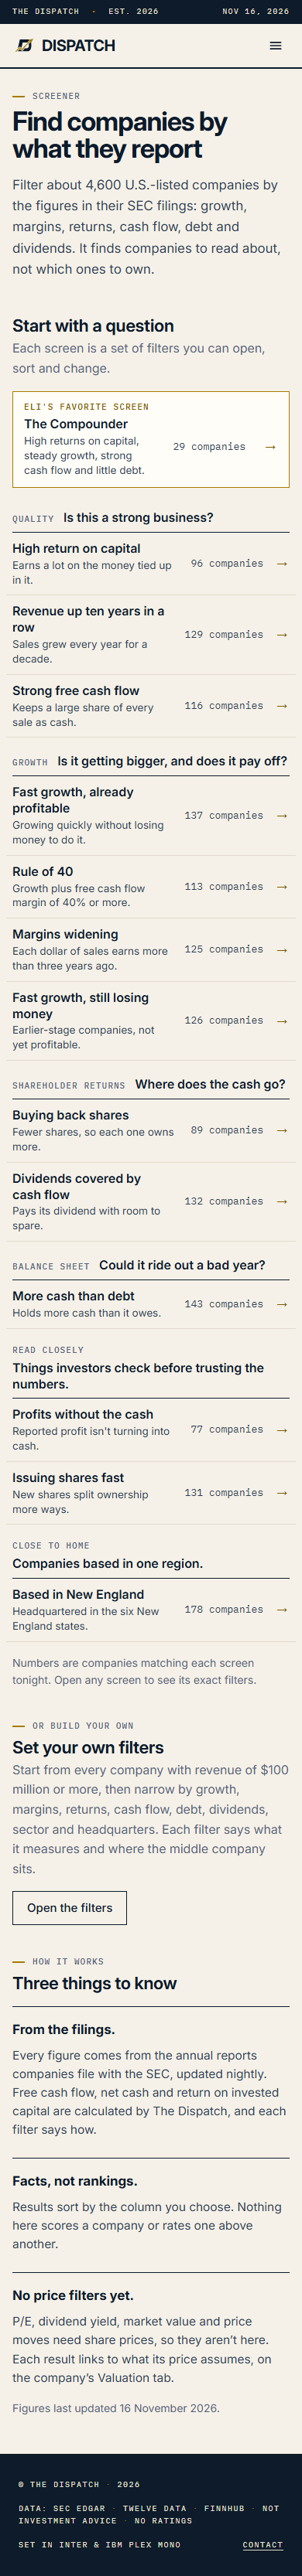 THE DISPATCH · EST. 2026 NOV 16, 2026
DISPATCH
SCREENER
Find companies by
what they report
Filter about 4,600 U.S.-listed companies by
the figures in their SEC filings: growth,
margins, returns, cash flow, debt and
dividends. It finds companies to read about,
not which ones to own.
Start with a question
Each screen is a set of filters you can open,
sort and change.
ELI'S FAVORITE SCREEN
The Compounder
High returns on capital,
steady growth, strong
cash flow and little debt.
29 companies →
QUALITY Is this a strong business?
High return on capital
Earns a lot on the money tied up
in it.
96 companies →
Revenue up ten years in a
row
Sales grew every year for a
decade.
129 companies →
Strong free cash flow
Keeps a large share of every
sale as cash.
116 companies →
GROWTH Is it getting bigger, and does it pay off?
Fast growth, already
profitable
Growing quickly without losing
money to do it.
137 companies →
Rule of 40
Growth plus free cash flow
margin of 40% or more.
113 companies →
Margins widening
Each dollar of sales earns more
than three years ago.
125 companies →
Fast growth, still losing
money
Earlier-stage companies, not
yet profitable.
126 companies →
SHAREHOLDER RETURNS Where does the cash go?
Buying back shares
Fewer shares, so each one owns
more.
89 companies →
Dividends covered by
cash flow
Pays its dividend with room to
spare.
132 companies →
BALANCE SHEET Could it ride out a bad year?
More cash than debt
Holds more cash than it owes.
143 companies →
READ CLOSELY
Things investors check before trusting the
numbers.
Profits without the cash
Reported profit isn't turning into
cash.
77 companies →
Issuing shares fast
New shares split ownership
more ways.
131 companies →
CLOSE TO HOME
Companies based in one region.
Based in New England
Headquartered in the six New
England states.
178 companies →
Numbers are companies matching each screen
tonight. Open any screen to see its exact filters.
OR BUILD YOUR OWN
Set your own filters
Start from every company with revenue of $100
million or more, then narrow by growth,
margins, returns, cash flow, debt, dividends,
sector and headquarters. Each filter says what
it measures and where the middle company
sits.
Open the filters
HOW IT WORKS
Three things to know
From the filings.
Every figure comes from the annual reports
companies file with the SEC, updated nightly.
Free cash flow, net cash and return on invested
capital are calculated by The Dispatch, and each
filter says how.
Facts, not rankings.
Results sort by the column you choose. Nothing
here scores a company or rates one above
another.
No price filters yet.
P/E, dividend yield, market value and price
moves need share prices, so they aren't here.
Each result links to what its price assumes, on
the company's Valuation tab.
Figures last updated 16 November 2026.
© THE DISPATCH · 2026
DATA: SEC EDGAR · TWELVE DATA · FINNHUB · NOT
INVESTMENT ADVICE · NO RATINGS
SET IN INTER & IBM PLEX MONO CONTACT